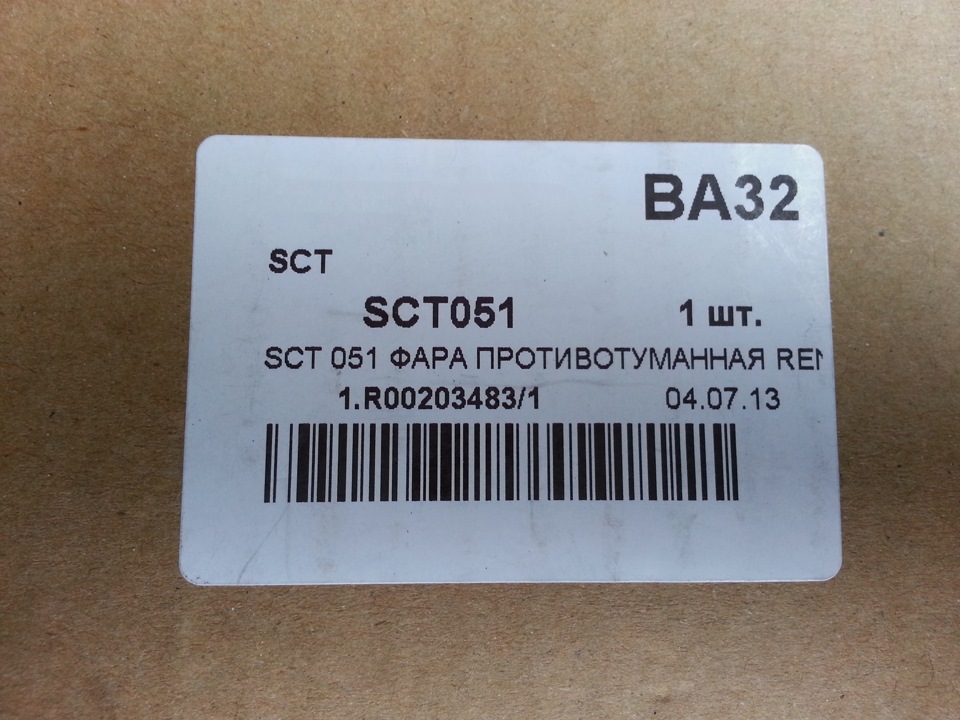 BA32
SCT
SCT051 1 шт.
SCT 051 ФАРА ПРОТИВОТУМАННАЯ REN
1.R00203483/1 04.07.13